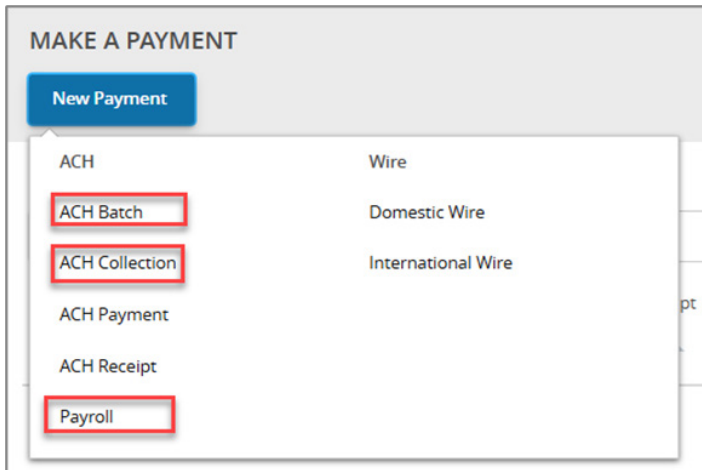 MAKE A PAYMENT
New Payment
ACH
Wire
ACH Batch
Domestic Wire
ACH Collection
International Wire
ACH Payment
pt
ACH Receipt
Payroll